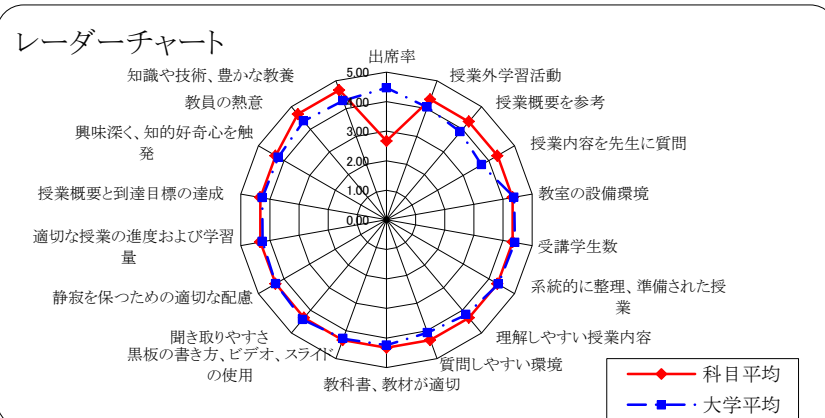 レーダーチャート
出席率
授業外学習活動
授業概要を参考
授業内容を先生に質問
教室の設備環境
受講学生数
系統的に整理、準備された授
業
理解しやすい授業内容
質問しやすい環境
教科書、教材が適切
黒板の書き方、ビデオ、スライド
の使用
聞き取りやすさ
静寂を保つための適切な配慮
適切な授業の進度および学習
量
授業概要と到達目標の達成
興味深く、知的好奇心を触
発
教員の熱意
知識や技術、豊かな教養
5.00
4.00
3.00
2.00
1.00
0.00
科目平均
大学平均